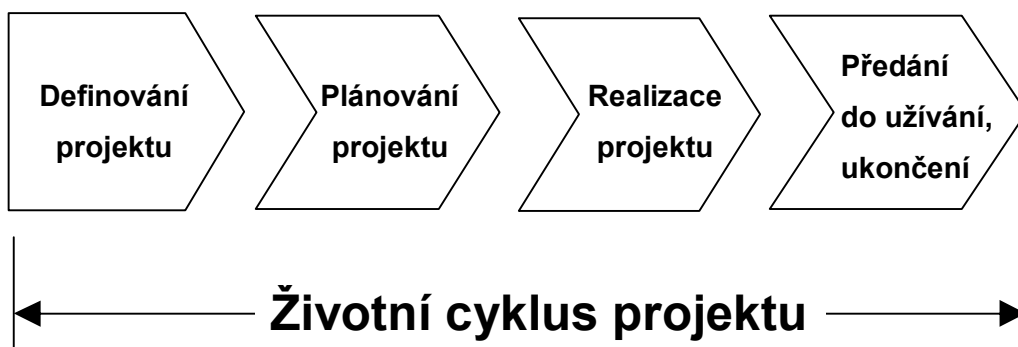 Definování
projektu
Plánování
projektu
Realizace
projektu
Předání
do užívání,
ukončení
Životní cyklus projektu